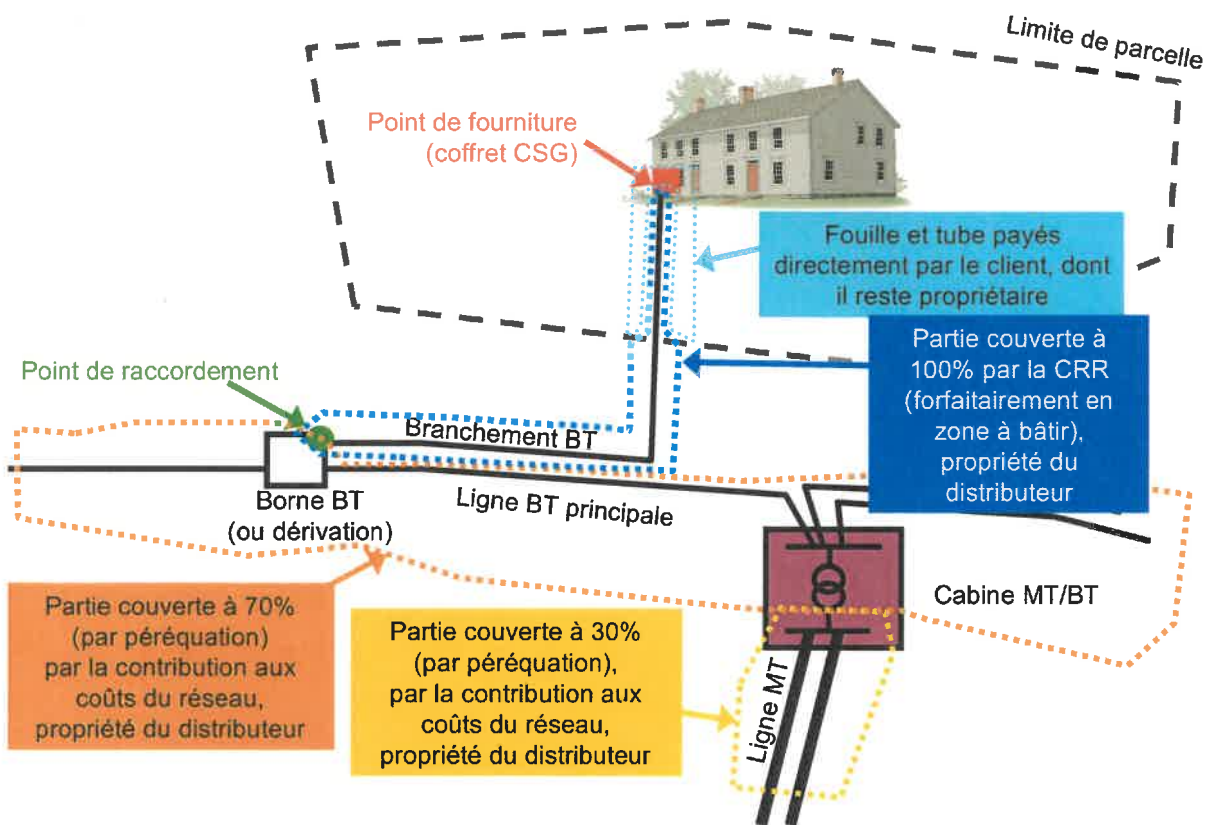 Limite de parcelle
Point de fourniture
(coffret CSG)
Fouille et tube payés
directement par le client, dont
il reste propriétaire
Partie couverte à
100% par la CRR
(forfaitairement en
zone à bâtir),
propriété du
distributeur
Point de raccordement
Branchement BT
Borne BT
(ou dérivation)
Ligne BT principale
Cabine MT/BT
Partie couverte à 70%
(par péréquation)
par la contribution aux
coûts du réseau,
propriété du distributeur
Partie couverte à 30%
(par péréquation),
par la contribution aux
coûts du réseau,
propriété du distributeur
Ligne MT